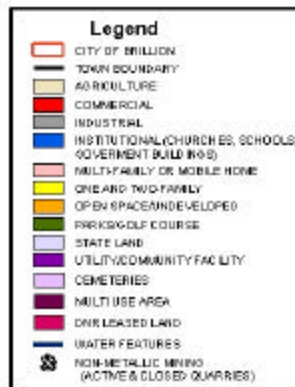 Legend
CITY OF BRILLION
TOWN BOUNDARY
AGRICULTURE
COMMERCIAL
INDUSTRIAL
INSTITUTIONAL (CHURCHES, SCHOOLS,
GOVERMENT BUILDINGS)
MULTI-FAMILY OR MOBILE HOME
ONE AND TWO-FAMILY
OPEN SPACE/UNDEVELOPED
PARKS/GOLF COURSE
STATE LAND
UTILITY/COMMUNITY FACILITY
CEMETERIES
MULTI USE AREA
DNR LEASED LAND
WATER FEATURES
NON-METALLIC MINING
(ACTIVE & CLOSED QUARRIES)